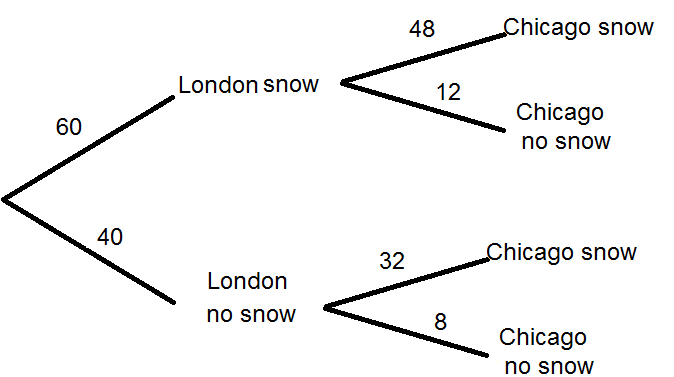 48
Chicago snow
London snow
12
Chicago
no snow
60
40
London
no snow
32
Chicago snow
8
Chicago
no snow